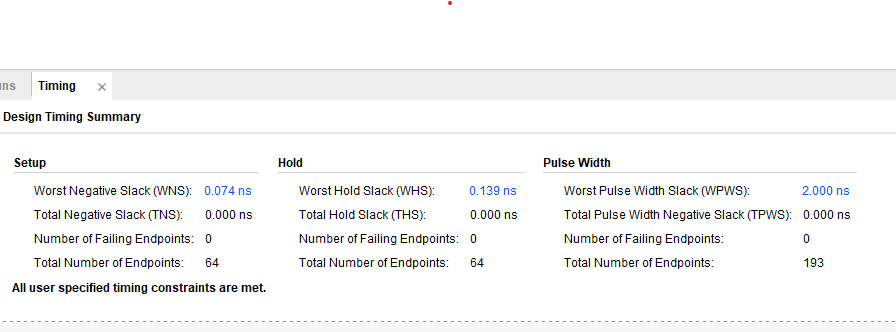 Timing
Design Timing Summary
Setup
Hold
Pulse Width
Worst Negative Slack (WNS): 0.074 ns
Worst Hold Slack (WHS): 0.139 ns
Worst Pulse Width Slack (WPWS): 2.000 ns
Total Negative Slack (TNS): 0.000 ns
Total Hold Slack (THS): 0.000 ns
Total Pulse Width Negative Slack (TPWS): 0.000 ns
Number of Failing Endpoints: 0
Number of Failing Endpoints: 0
Number of Failing Endpoints: 0
Total Number of Endpoints: 64
Total Number of Endpoints: 64
Total Number of Endpoints: 193
All user specified timing constraints are met.